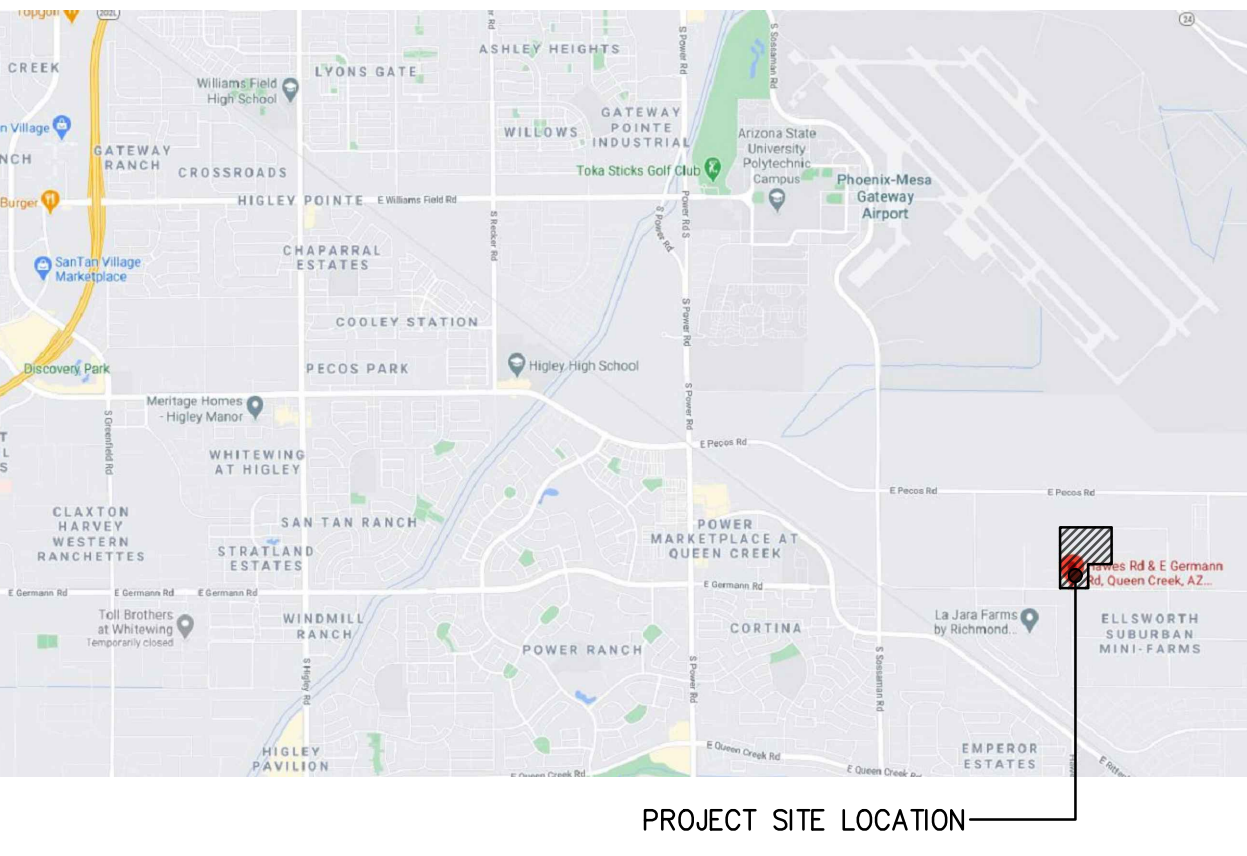 Topgolf
202L
24
CREEK
Williams Field
High School
LYONS GATE
ASHLEY HEIGHTS
S Power Rd
S Sossaman Rd
n Village
NCH
GATEWAY
RANCH
CROSSROADS
WILLOWS
GATEWAY
POINTE
INDUSTRIAL
Toka Sticks Golf Club
Arizona State
University
Polytechnic
Campus
Phoenix-Mesa
Gateway
Airport
Burger
HIGLEY POINTE
E Williams Field Rd
S Recker Rd
S Power Rd
Power Rd S
SanTan Village
Marketplace
CHAPARRAL
ESTATES
COOLEY STATION
S Power Rd
Discovery Park
PECOS PARK
Higley High School
Meritage Homes
- Higley Manor
S Greenfield Rd
S Power Rd
E Pecos Rd
WHITEWING
AT HIGLEY
E Pecos Rd
E Pecos Rd
CLAXTON
HARVEY
WESTERN
RANCHETTES
SAN TAN RANCH
STRATLAND
ESTATES
POWER
MARKETPLACE AT
QUEEN CREEK
Hawes Rd & E Germann
Rd, Queen Creek, AZ...
E Germann Rd
E Germann Rd
E Germann Rd
E Germann Rd
Toll Brothers
at Whitewing
Temporarily closed
WINDMILL
RANCH
POWER RANCH
CORTINA
La Jara Farms
by Richmond...
ELLSWORTH
SUBURBAN
MINI-FARMS
S Higley Rd
S Power Rd
S Sossaman Rd
HIGLEY
PAVILION
E Queen Creek Rd
E Queen Creek Rd
EMPEROR
ESTATES
PROJECT SITE LOCATION